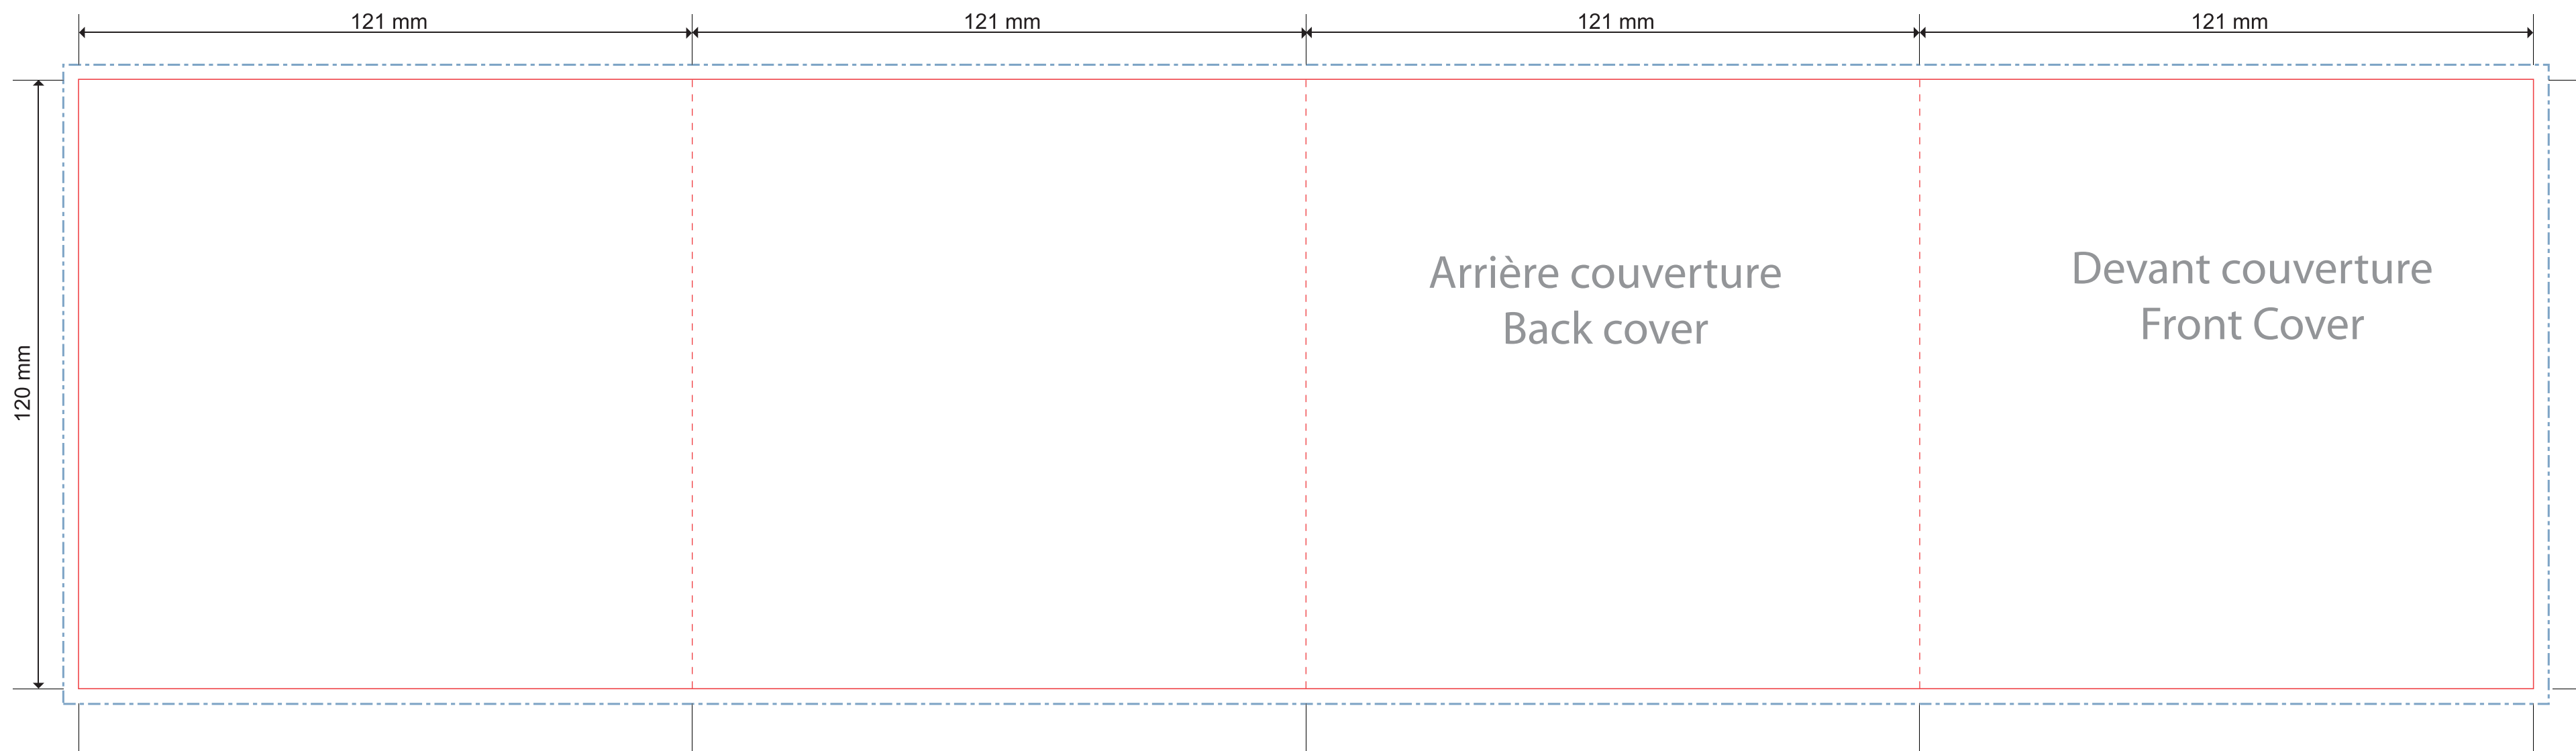 121 mm
121 mm
121 mm
121 mm
120 mm
Arrière couverture
Back cover
Devant couverture
Front Cover